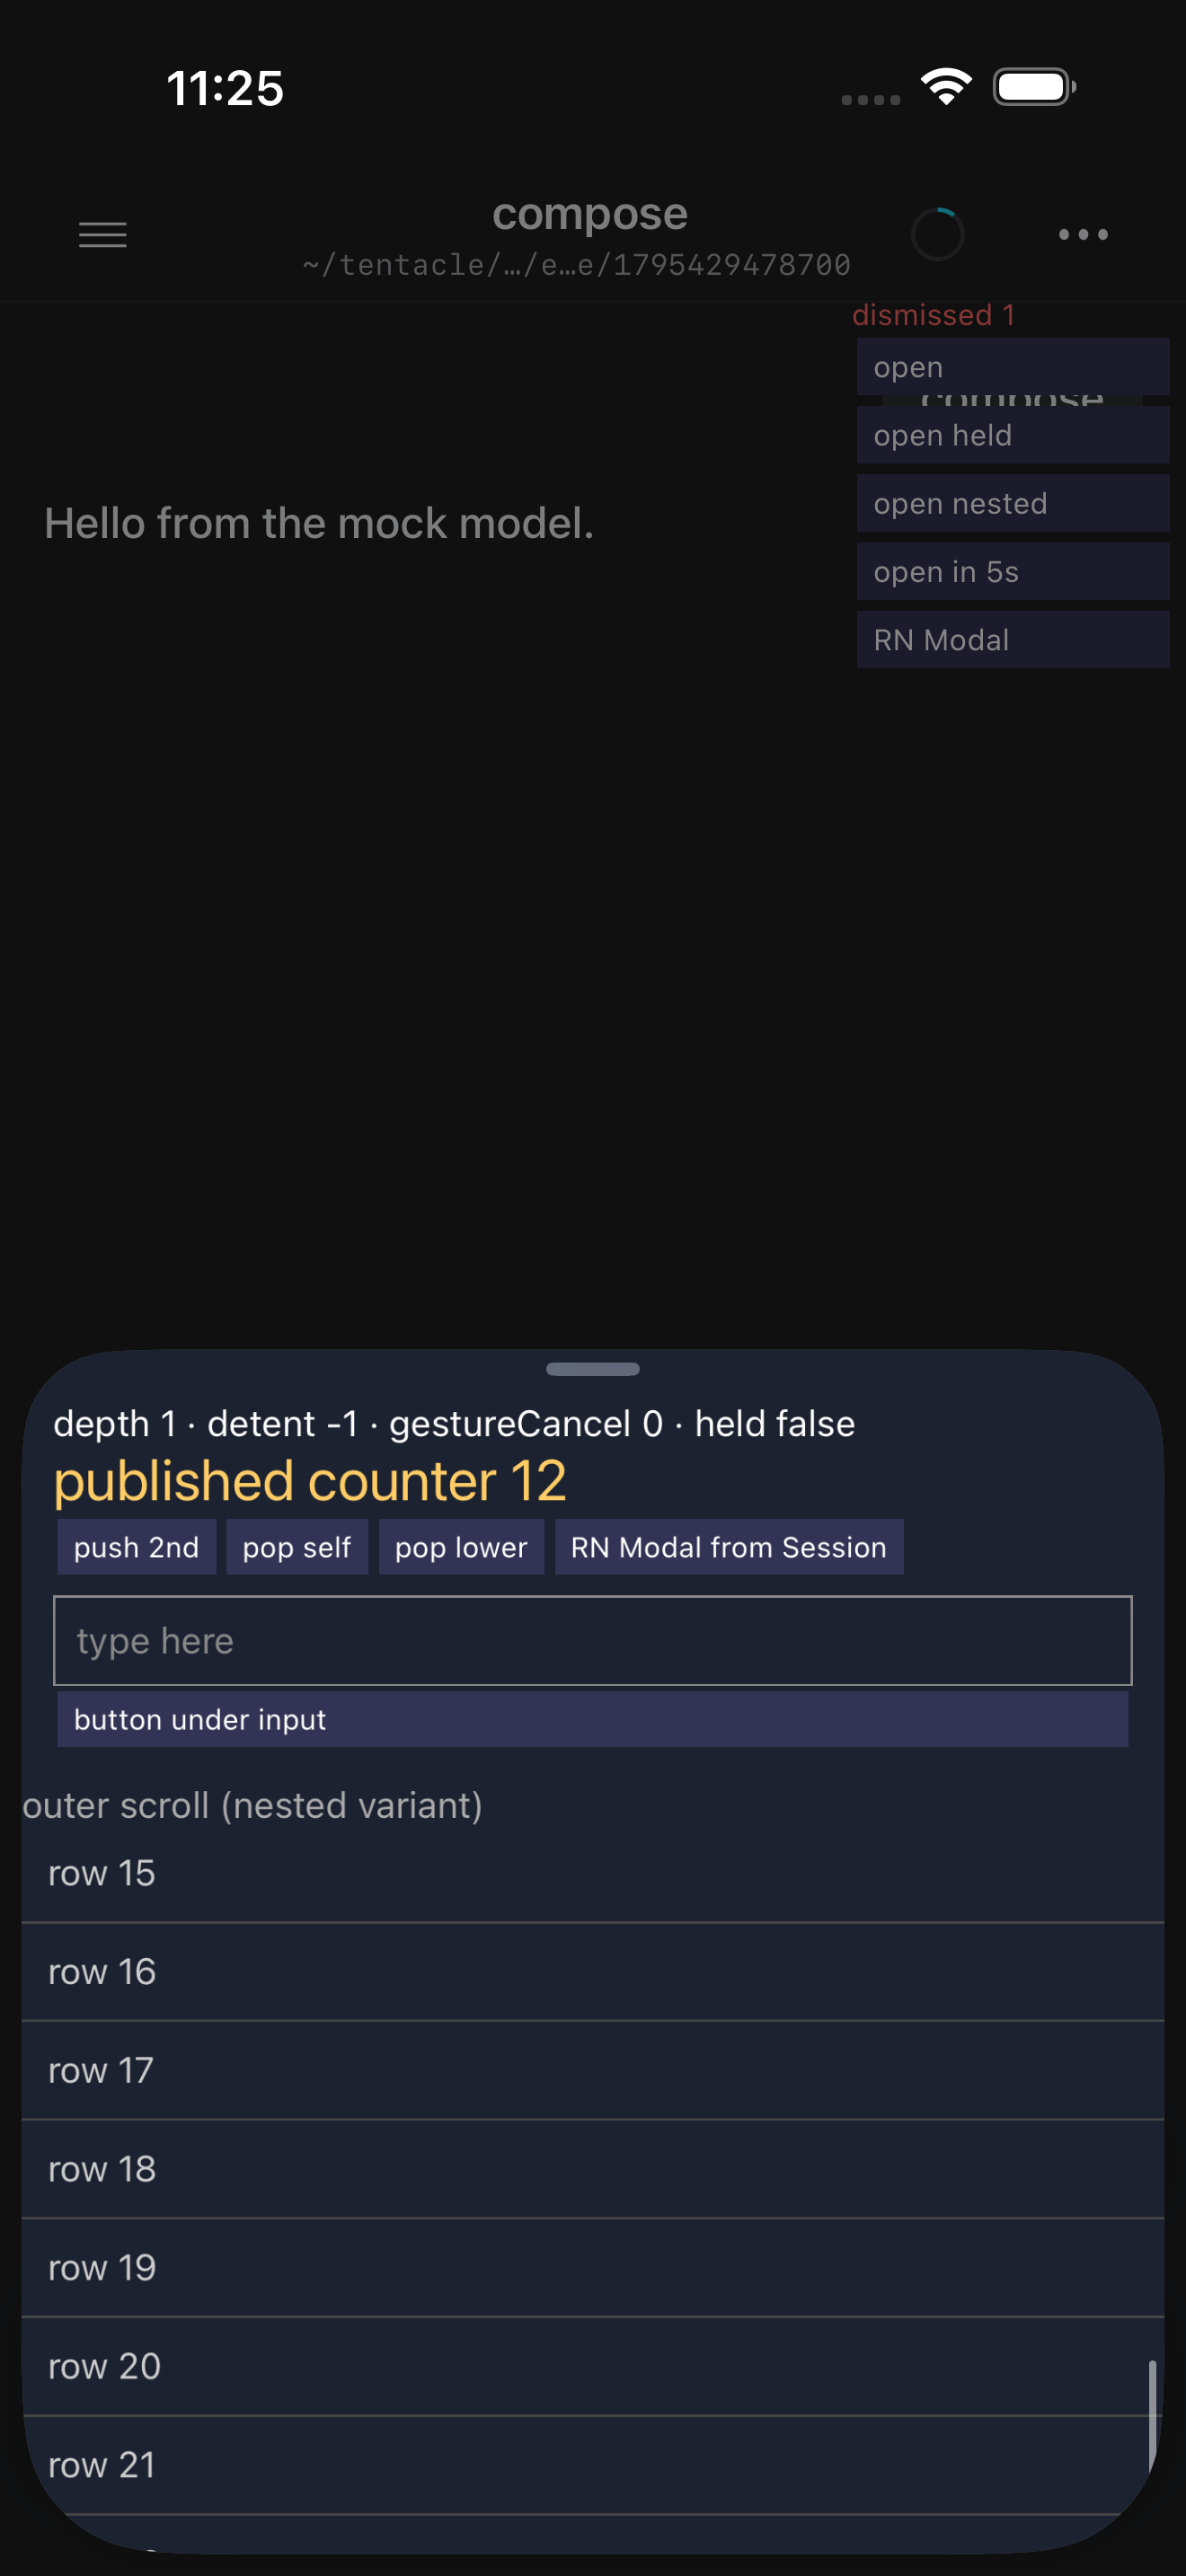 11:25
compose
~/tentacle/…/e…e/1795429478700
dismissed 1
open
compose
open held
open nested
open in 5s
RN Modal
Hello from the mock model.
depth 1 · detent -1 · gestureCancel 0 · held false
published counter 12
push 2nd pop self pop lower RN Modal from Session
type here
button under input
outer scroll (nested variant)
row 15
row 16
row 17
row 18
row 19
row 20
row 21